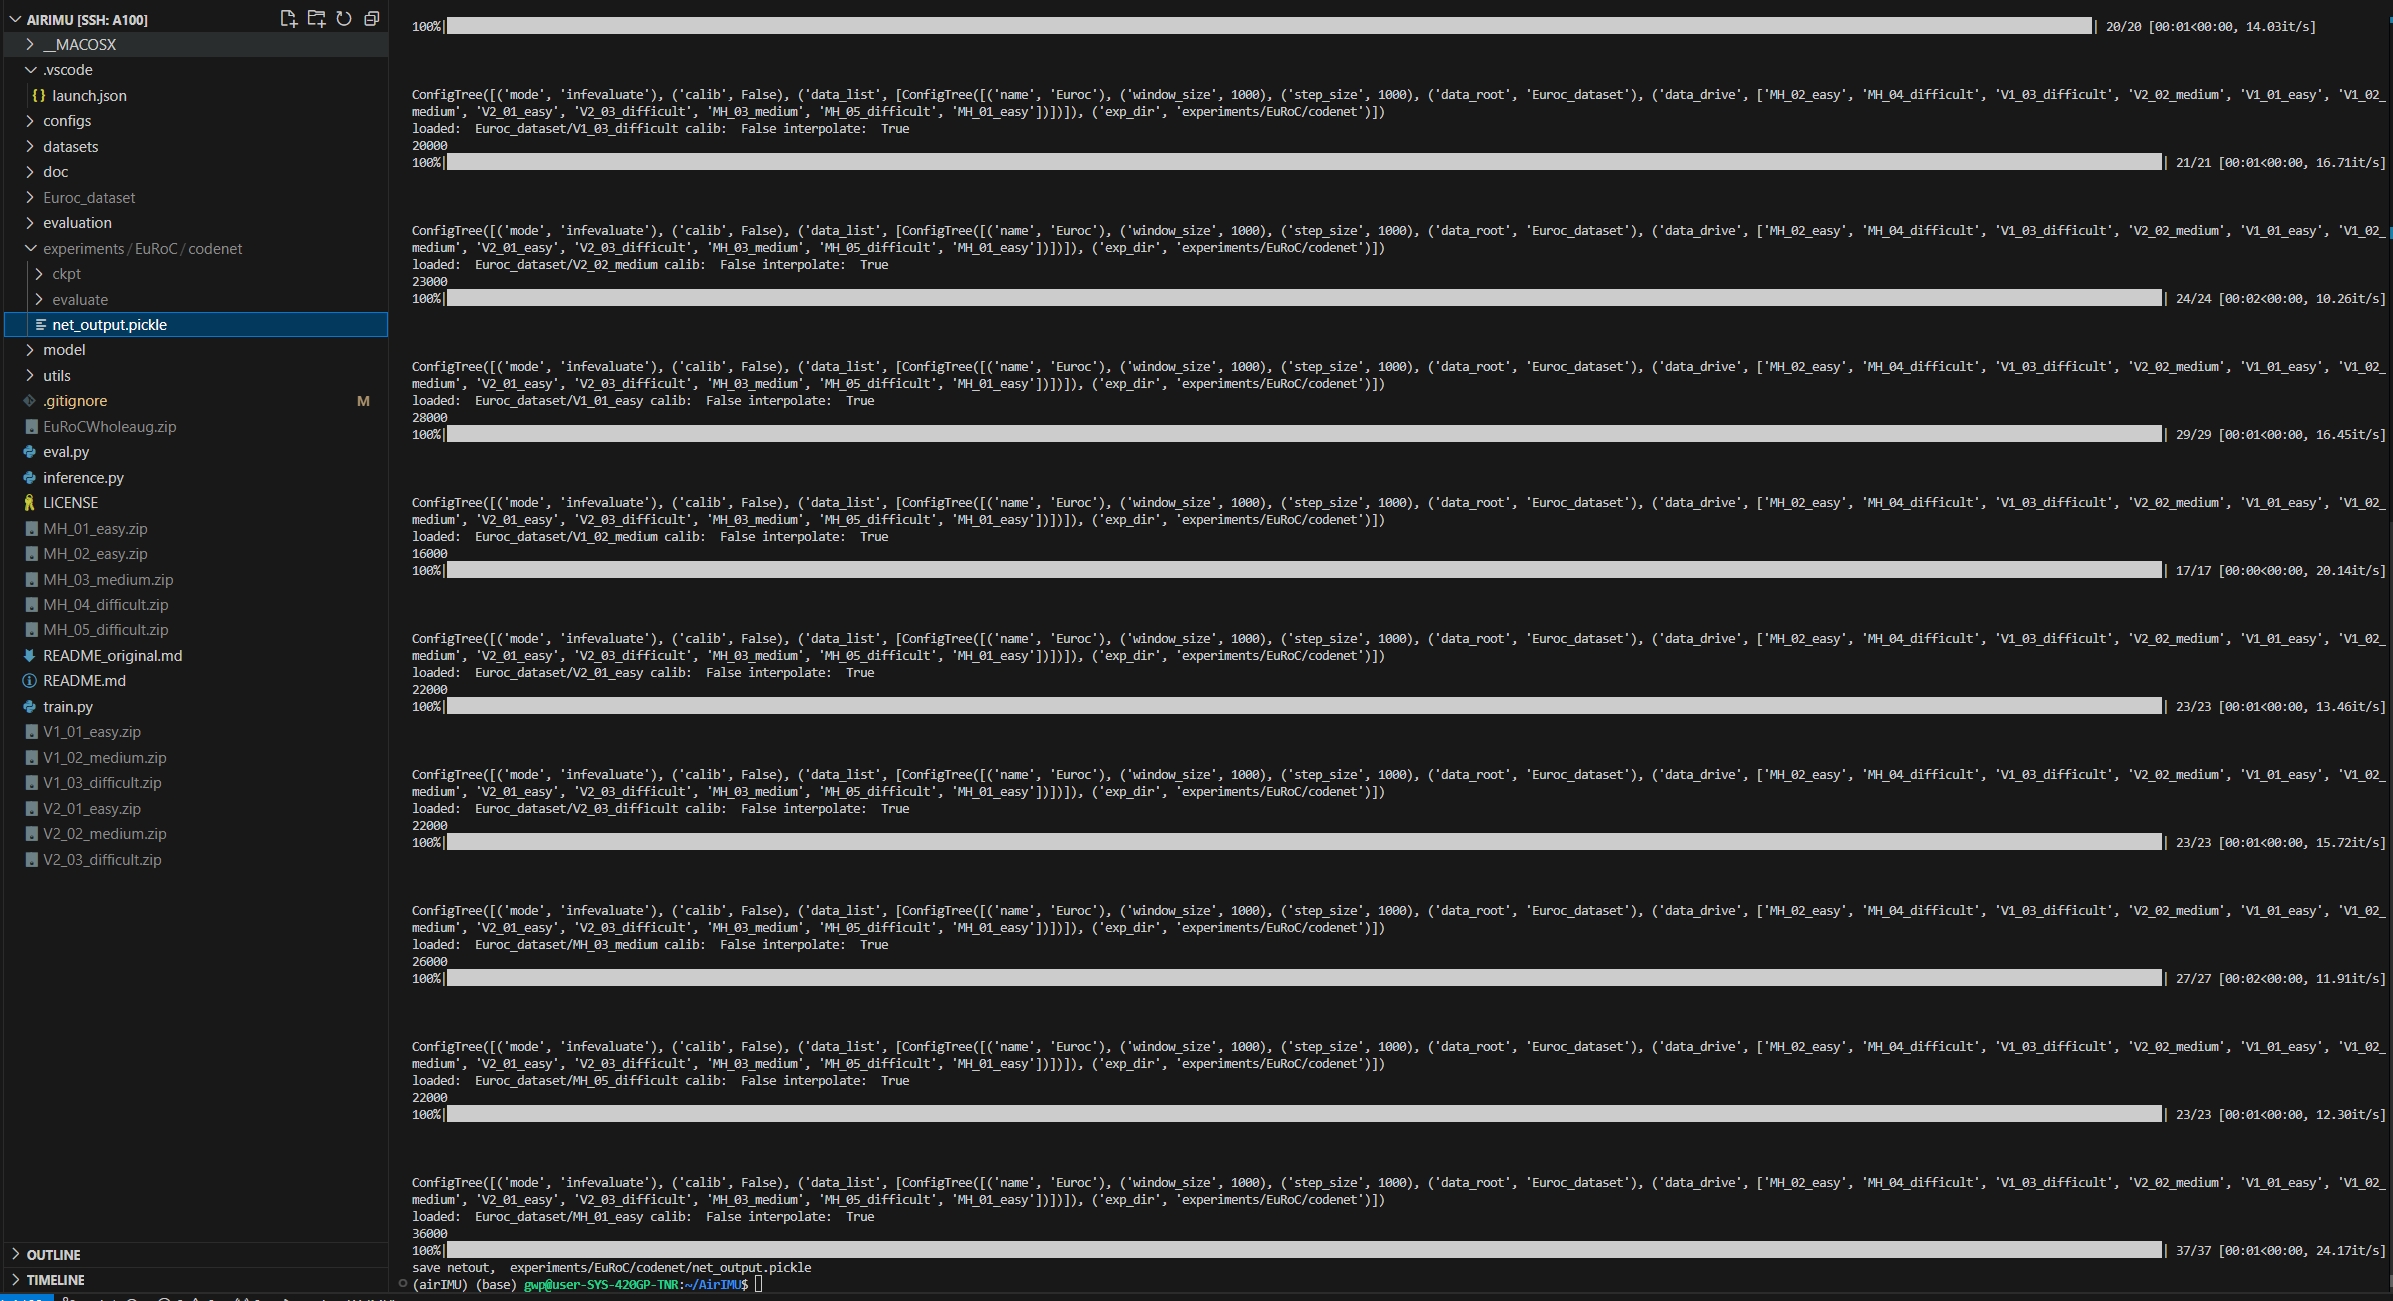 AIRIMU [SSH: A100]
__MACOSX
.vscode
launch.json
configs
datasets
doc
Euroc_dataset
evaluation
experiments / EuRoC / codenet
ckpt
evaluate
net_output.pickle
model
utils
.gitignore M
EuRoCWholeaug.zip
eval.py
inference.py
LICENSE
MH_01_easy.zip
MH_02_easy.zip
MH_03_medium.zip
MH_04_difficult.zip
MH_05_difficult.zip
README_original.md
README.md
train.py
V1_01_easy.zip
V1_02_medium.zip
V1_03_difficult.zip
V2_01_easy.zip
V2_02_medium.zip
V2_03_difficult.zip
OUTLINE
TIMELINE
100%| | 20/20 [00:01<00:00, 14.03it/s]
ConfigTree([('mode', 'infevaluate'), ('calib', False), ('data_list', [ConfigTree([('name', 'Euroc'), ('window_size', 1000), ('step_size', 1000), ('data_root', 'Euroc_dataset'), ('data_drive', ['MH_02_easy', 'MH_04_difficult', 'V1_03_difficult', 'V2_02_medium', 'V1_01_easy', 'V1_02_
medium', 'V2_01_easy', 'V2_03_difficult', 'MH_03_medium', 'MH_05_difficult', 'MH_01_easy'])])]), ('exp_dir', 'experiments/EuRoC/codenet')])
loaded:  Euroc_dataset/V1_03_difficult calib:  False interpolate:  True
20000
100%| | 21/21 [00:01<00:00, 16.71it/s]
ConfigTree([('mode', 'infevaluate'), ('calib', False), ('data_list', [ConfigTree([('name', 'Euroc'), ('window_size', 1000), ('step_size', 1000), ('data_root', 'Euroc_dataset'), ('data_drive', ['MH_02_easy', 'MH_04_difficult', 'V1_03_difficult', 'V2_02_medium', 'V1_01_easy', 'V1_02_
medium', 'V2_01_easy', 'V2_03_difficult', 'MH_03_medium', 'MH_05_difficult', 'MH_01_easy'])])]), ('exp_dir', 'experiments/EuRoC/codenet')])
loaded:  Euroc_dataset/V2_02_medium calib:  False interpolate:  True
23000
100%| | 24/24 [00:02<00:00, 10.26it/s]
ConfigTree([('mode', 'infevaluate'), ('calib', False), ('data_list', [ConfigTree([('name', 'Euroc'), ('window_size', 1000), ('step_size', 1000), ('data_root', 'Euroc_dataset'), ('data_drive', ['MH_02_easy', 'MH_04_difficult', 'V1_03_difficult', 'V2_02_medium', 'V1_01_easy', 'V1_02_
medium', 'V2_01_easy', 'V2_03_difficult', 'MH_03_medium', 'MH_05_difficult', 'MH_01_easy'])])]), ('exp_dir', 'experiments/EuRoC/codenet')])
loaded:  Euroc_dataset/V1_01_easy calib:  False interpolate:  True
28000
100%| | 29/29 [00:01<00:00, 16.45it/s]
ConfigTree([('mode', 'infevaluate'), ('calib', False), ('data_list', [ConfigTree([('name', 'Euroc'), ('window_size', 1000), ('step_size', 1000), ('data_root', 'Euroc_dataset'), ('data_drive', ['MH_02_easy', 'MH_04_difficult', 'V1_03_difficult', 'V2_02_medium', 'V1_01_easy', 'V1_02_
medium', 'V2_01_easy', 'V2_03_difficult', 'MH_03_medium', 'MH_05_difficult', 'MH_01_easy'])])]), ('exp_dir', 'experiments/EuRoC/codenet')])
loaded:  Euroc_dataset/V1_02_medium calib:  False interpolate:  True
16000
100%| | 17/17 [00:00<00:00, 20.14it/s]
ConfigTree([('mode', 'infevaluate'), ('calib', False), ('data_list', [ConfigTree([('name', 'Euroc'), ('window_size', 1000), ('step_size', 1000), ('data_root', 'Euroc_dataset'), ('data_drive', ['MH_02_easy', 'MH_04_difficult', 'V1_03_difficult', 'V2_02_medium', 'V1_01_easy', 'V1_02_
medium', 'V2_01_easy', 'V2_03_difficult', 'MH_03_medium', 'MH_05_difficult', 'MH_01_easy'])])]), ('exp_dir', 'experiments/EuRoC/codenet')])
loaded:  Euroc_dataset/V2_01_easy calib:  False interpolate:  True
22000
100%| | 23/23 [00:01<00:00, 13.46it/s]
ConfigTree([('mode', 'infevaluate'), ('calib', False), ('data_list', [ConfigTree([('name', 'Euroc'), ('window_size', 1000), ('step_size', 1000), ('data_root', 'Euroc_dataset'), ('data_drive', ['MH_02_easy', 'MH_04_difficult', 'V1_03_difficult', 'V2_02_medium', 'V1_01_easy', 'V1_02_
medium', 'V2_01_easy', 'V2_03_difficult', 'MH_03_medium', 'MH_05_difficult', 'MH_01_easy'])])]), ('exp_dir', 'experiments/EuRoC/codenet')])
loaded:  Euroc_dataset/V2_03_difficult calib:  False interpolate:  True
22000
100%| | 23/23 [00:01<00:00, 15.72it/s]
ConfigTree([('mode', 'infevaluate'), ('calib', False), ('data_list', [ConfigTree([('name', 'Euroc'), ('window_size', 1000), ('step_size', 1000), ('data_root', 'Euroc_dataset'), ('data_drive', ['MH_02_easy', 'MH_04_difficult', 'V1_03_difficult', 'V2_02_medium', 'V1_01_easy', 'V1_02_
medium', 'V2_01_easy', 'V2_03_difficult', 'MH_03_medium', 'MH_05_difficult', 'MH_01_easy'])])]), ('exp_dir', 'experiments/EuRoC/codenet')])
loaded:  Euroc_dataset/MH_03_medium calib:  False interpolate:  True
26000
100%| | 27/27 [00:02<00:00, 11.91it/s]
ConfigTree([('mode', 'infevaluate'), ('calib', False), ('data_list', [ConfigTree([('name', 'Euroc'), ('window_size', 1000), ('step_size', 1000), ('data_root', 'Euroc_dataset'), ('data_drive', ['MH_02_easy', 'MH_04_difficult', 'V1_03_difficult', 'V2_02_medium', 'V1_01_easy', 'V1_02_
medium', 'V2_01_easy', 'V2_03_difficult', 'MH_03_medium', 'MH_05_difficult', 'MH_01_easy'])])]), ('exp_dir', 'experiments/EuRoC/codenet')])
loaded:  Euroc_dataset/MH_05_difficult calib:  False interpolate:  True
22000
100%| | 23/23 [00:01<00:00, 12.30it/s]
ConfigTree([('mode', 'infevaluate'), ('calib', False), ('data_list', [ConfigTree([('name', 'Euroc'), ('window_size', 1000), ('step_size', 1000), ('data_root', 'Euroc_dataset'), ('data_drive', ['MH_02_easy', 'MH_04_difficult', 'V1_03_difficult', 'V2_02_medium', 'V1_01_easy', 'V1_02_
medium', 'V2_01_easy', 'V2_03_difficult', 'MH_03_medium', 'MH_05_difficult', 'MH_01_easy'])])]), ('exp_dir', 'experiments/EuRoC/codenet')])
loaded:  Euroc_dataset/MH_01_easy calib:  False interpolate:  True
36000
100%| | 37/37 [00:01<00:00, 24.17it/s]
save netout,  experiments/EuRoC/codenet/net_output.pickle
(airIMU) (base) gwp@user-SYS-420GP-TNR:~/AirIMU$